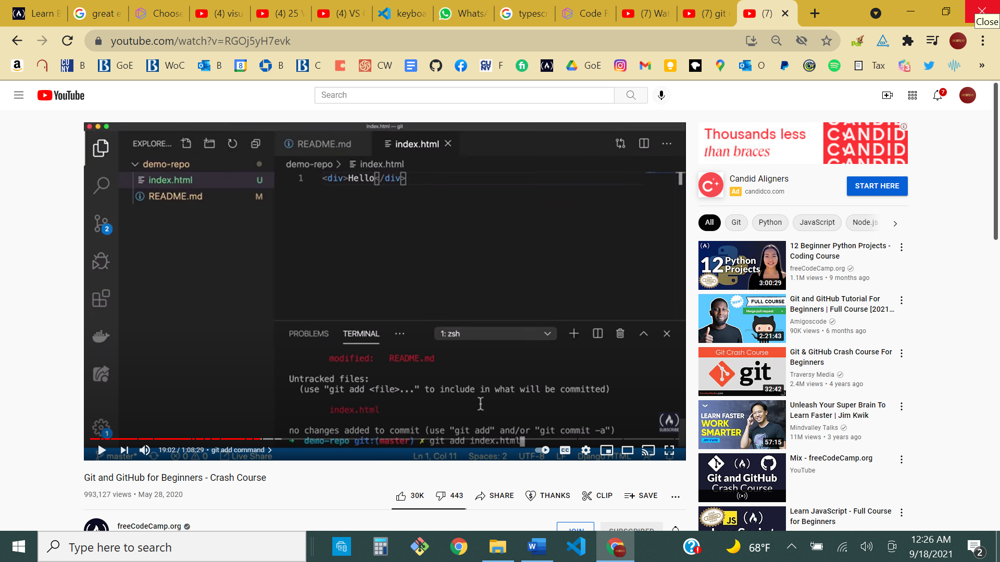 Learn B
great e
Choose
(4) visu
(4) 25 V
(4) VS C
keyboa
WhatsA
typescr
Code Fa
(7) Wat
(7) git r
(7)
Close
youtube.com/watch?v=RGOj5yH7evk
B
GoE
WoC
B
B
C
CW
F
GoE
O
Tax
»
YouTube
Search
7
index.html — git
EXPLORE...
README.md
index.html
demo-repo
demo-repo > index.html
index.html U
1 <div>Hello</div>
README.md M
2
PROBLEMS TERMINAL ... 1: zsh
modified: README.md
Untracked files:
(use "git add <file>..." to include in what will be committed)
index.html
no changes added to commit (use "git add" and/or "git commit -a")
→ demo-repo git:(master) ✗ git add index.html
1
SUBSCRIBE
19:02 / 1:08:29 • git add command >
master* 0 0 Live Share Ln 1, Col 11 Spaces: 2 UTF-8 LF Django HTML
Git and GitHub for Beginners - Crash Course
993,127 views • May 28, 2020
30K 443 SHARE THANKS CLIP SAVE ...
freeCodeCamp.org
JOIN SUBSCRIBED
Thousands less
than braces
CANDID
CANDID
CANDID
Candid Aligners
Ad candidco.com
START HERE
All Git Python JavaScript Node.js
12 Python Projects
3:00:29
12 Beginner Python Projects -
Coding Course
freeCodeCamp.org
1.1M views • 9 months ago
New!
FULL COURSE
Merge pull request
2:21:43
Git and GitHub Tutorial For
Beginners | Full Course [2021...
Amigoscode
90K views • 6 months ago
Git Crash Course
git
TraversyMedia.com
32:42
Git & GitHub Crash Course For
Beginners
Traversy Media
2.4M views • 4 years ago
LEARN FASTER
WORK
SMARTER
JIM KWIK
57:15
Unleash Your Super Brain To
Learn Faster | Jim Kwik
Mindvalley Talks
11M views • 3 years ago
Git and GitHub
Crash Course
Mix - freeCodeCamp.org
YouTube
JS
Learn JavaScript - Full Course
for Beginners
Type here to search
68°F
12:26 AM
9/18/2021
2